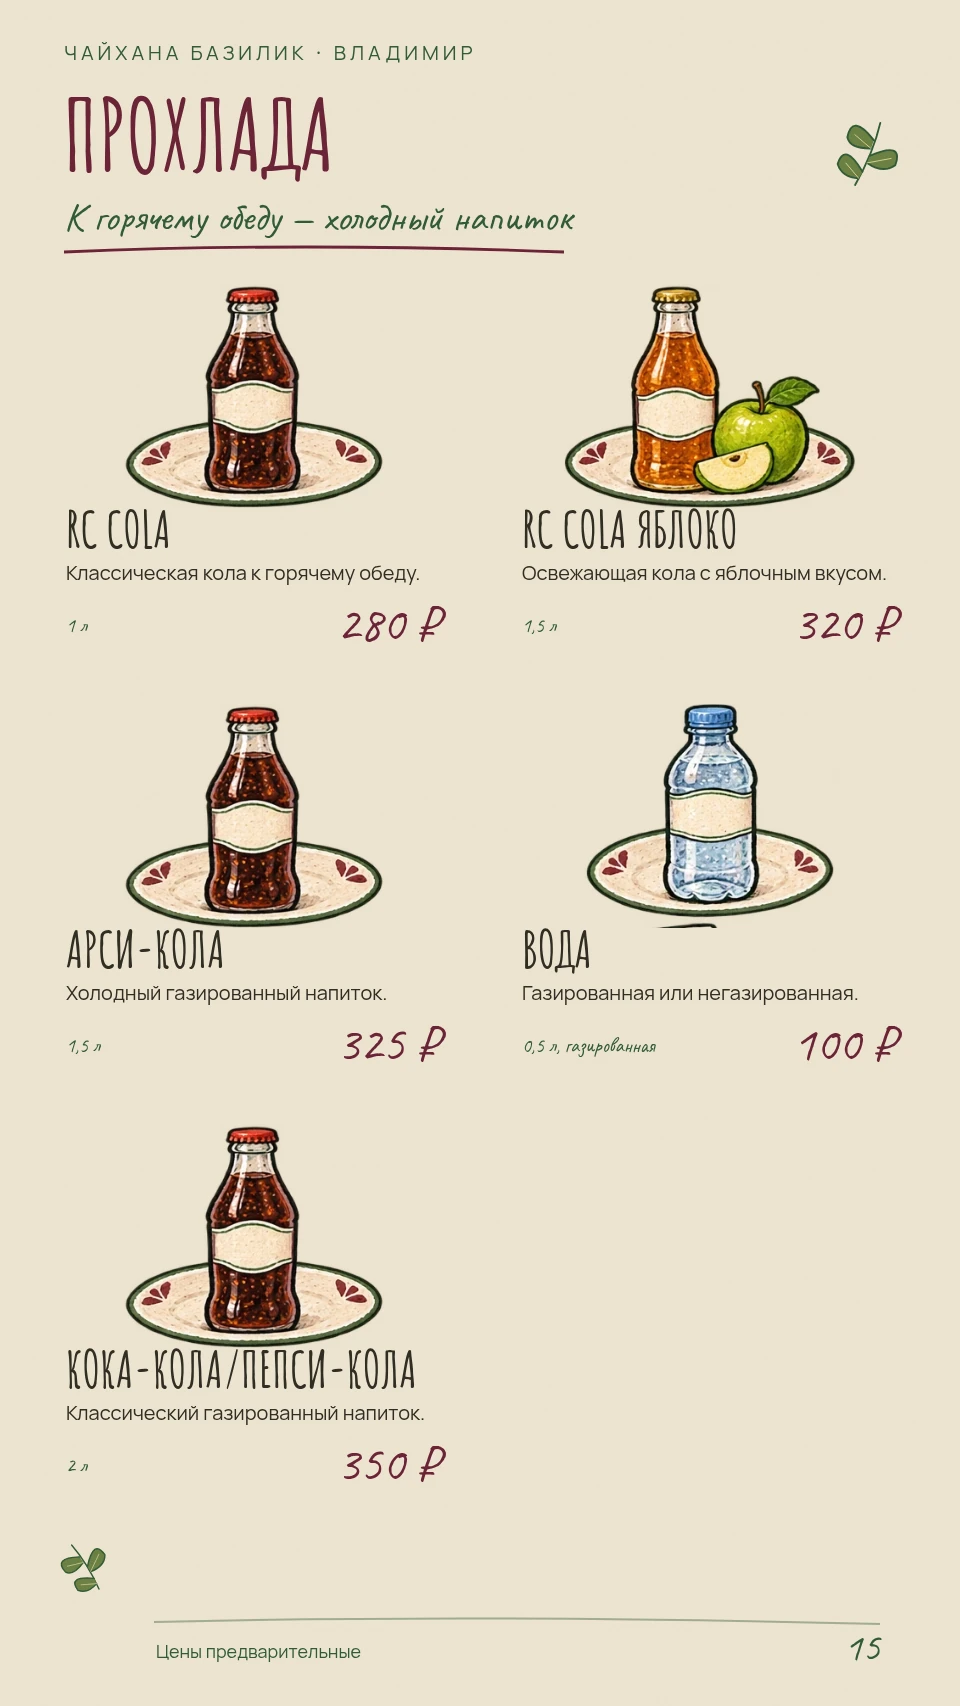 ЧАЙХАНА БАЗИЛИК · ВЛАДИМИР
ПРОХЛАДА
К горячему обеду — холодный напиток
RC COLA
Классическая кола к горячему обеду.
1 л
280 ₽
RC COLA ЯБЛОКО
Освежающая кола с яблочным вкусом.
1,5 л
320 ₽
АРСИ-КОЛА
Холодный газированный напиток.
1,5 л
325 ₽
ВОДА
Газированная или негазированная.
0,5 л, газированная
100 ₽
КОКА-КОЛА/ПЕПСИ-КОЛА
Классический газированный напиток.
2 л
350 ₽
Цены предварительные
15